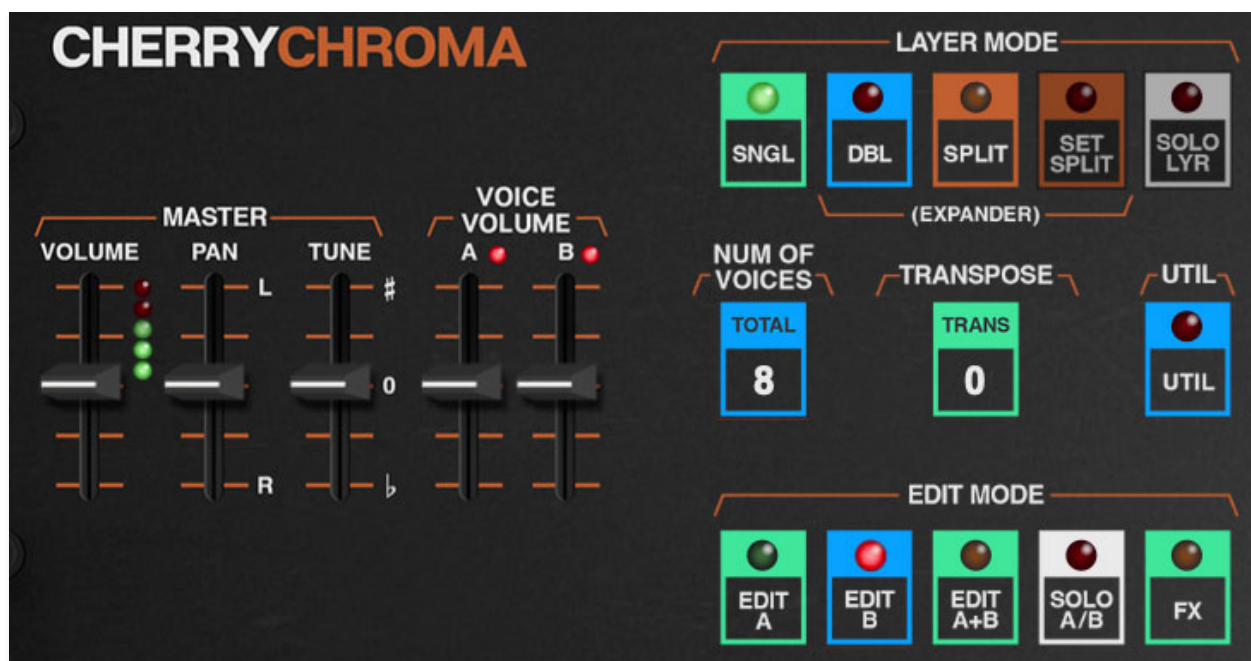 CHERRYCHROMA
LAYER MODE
SNGL
DBL
SPLIT
SET
SPLIT
SOLO
LYR
(EXPANDER)
MASTER
VOLUME
PAN
TUNE
L
R
♯
0
♭
VOICE
VOLUME
A
B
NUM OF
VOICES
TOTAL
8
TRANSPOSE
TRANS
0
UTIL
UTIL
EDIT MODE
EDIT
A
EDIT
B
EDIT
A+B
SOLO
A/B
FX